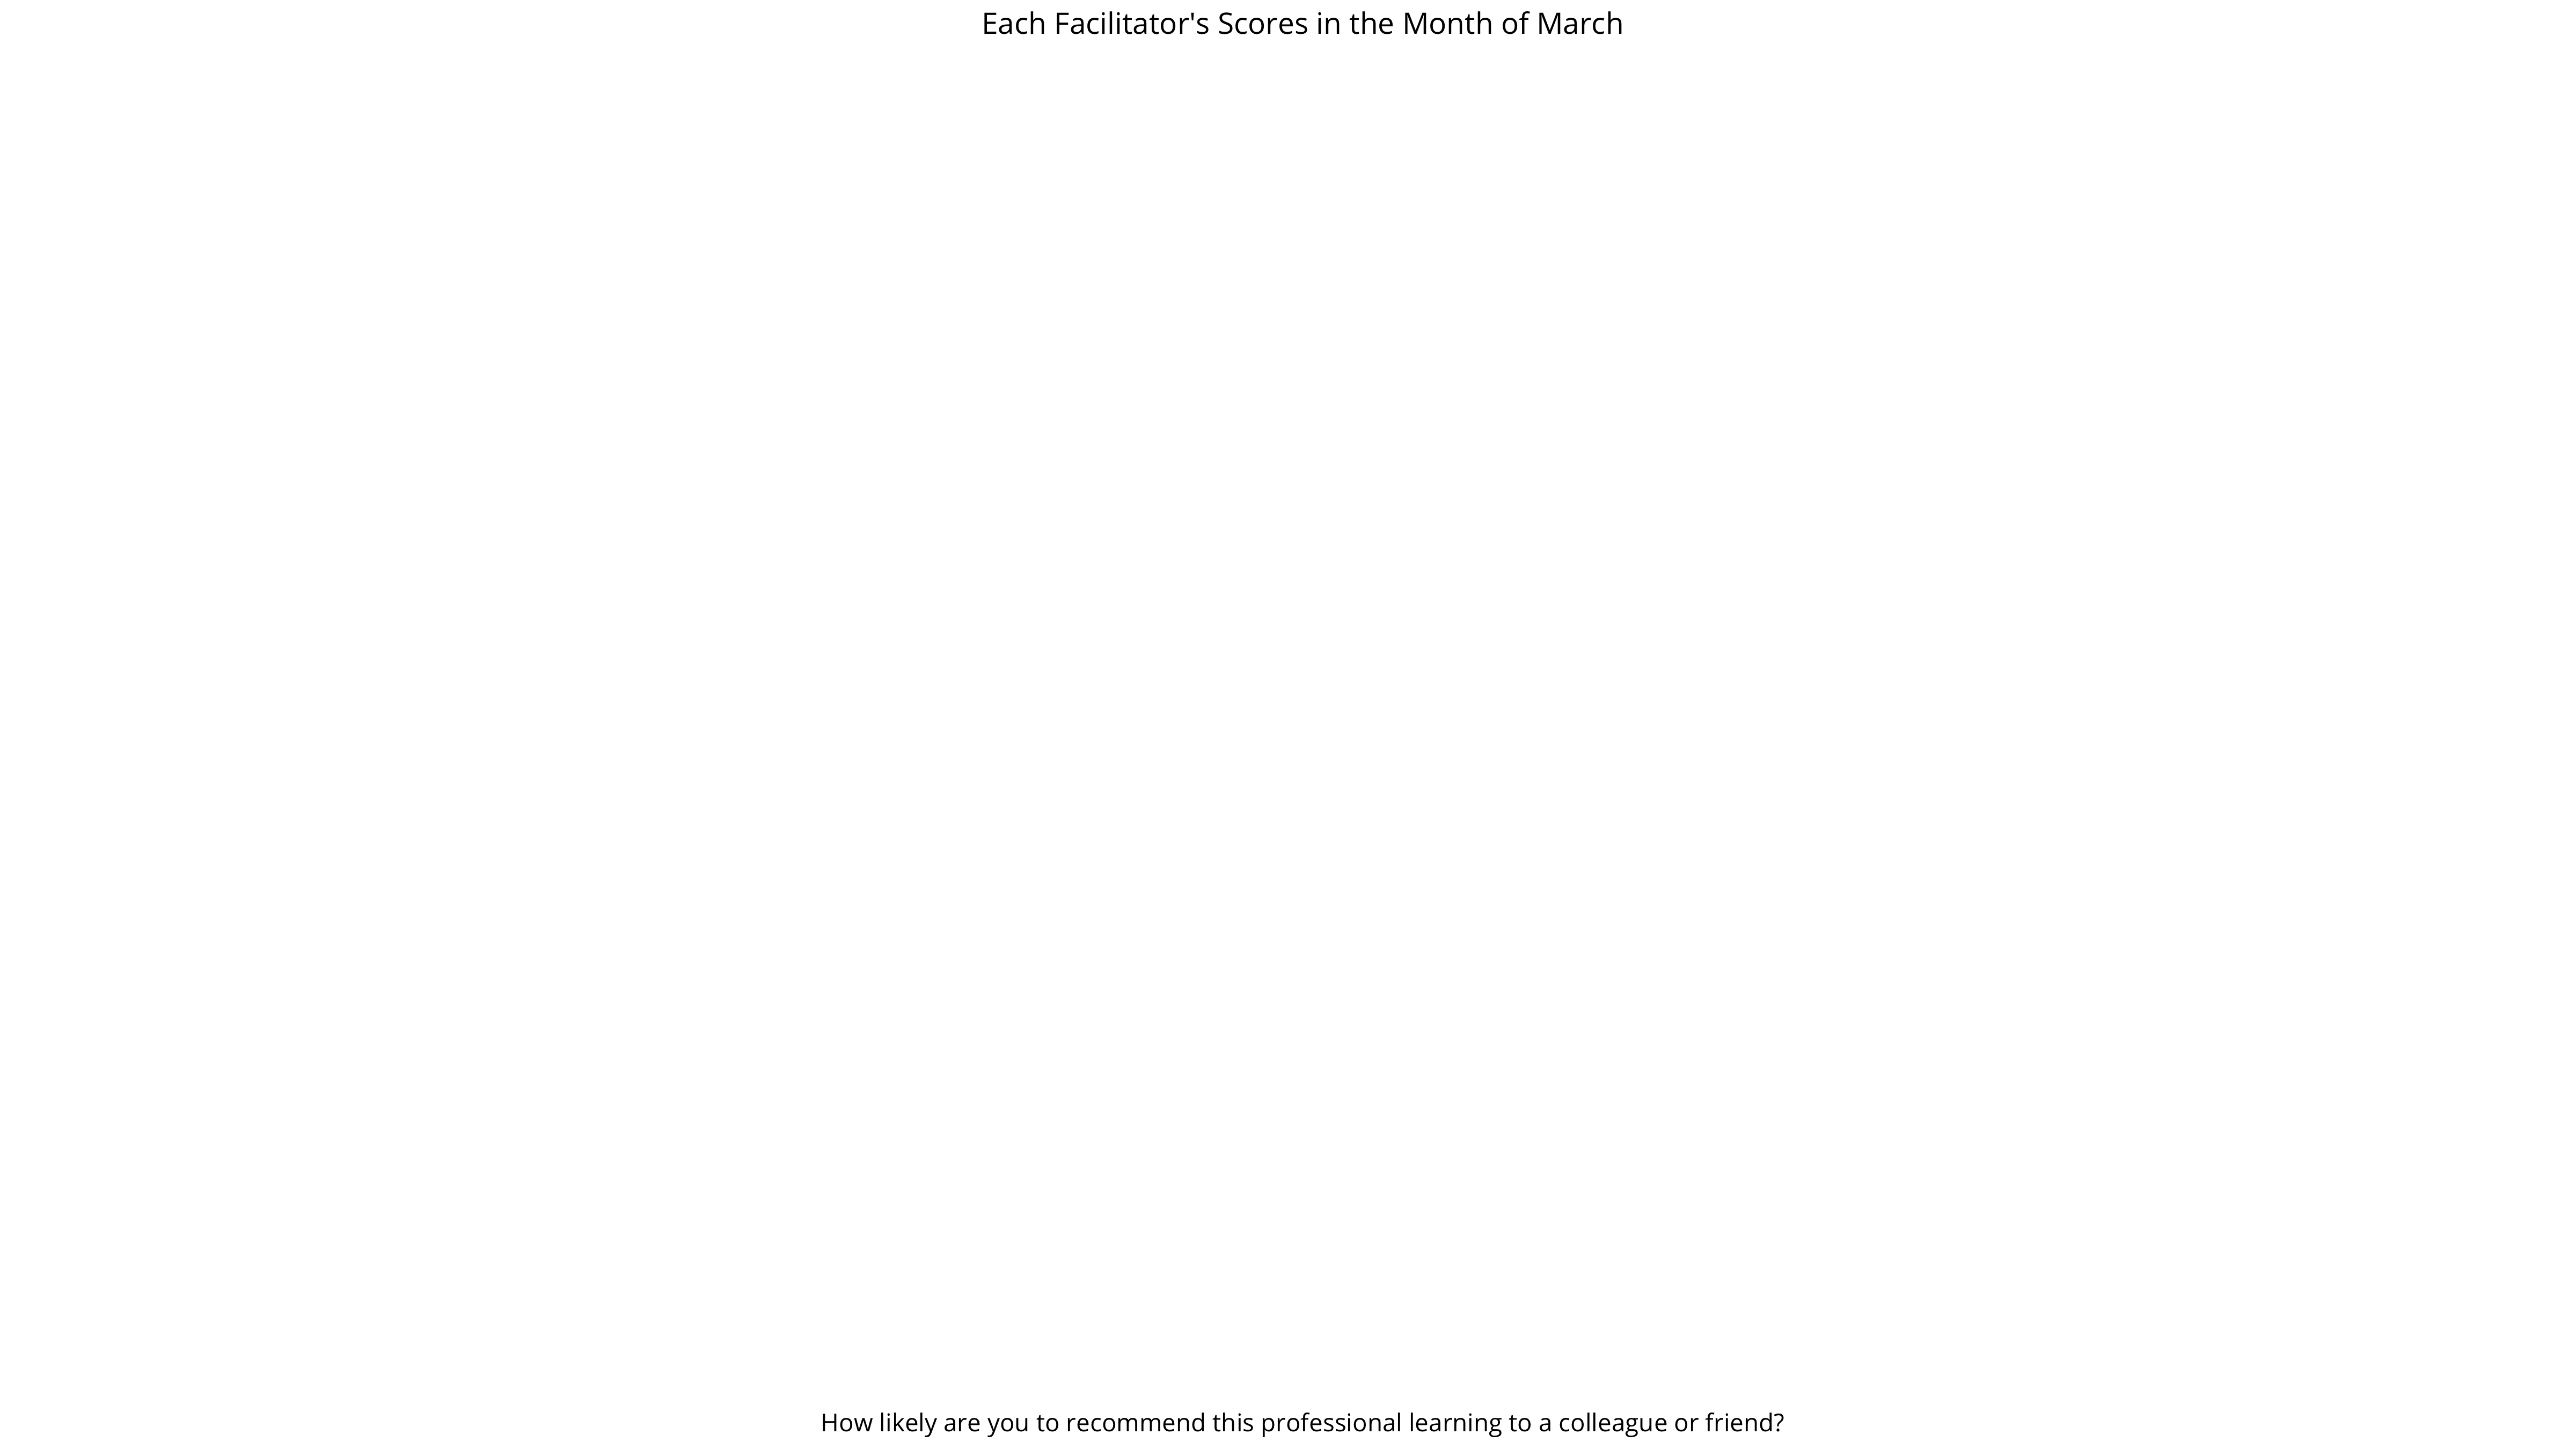 Each Facilitator's Scores in the Month of March
How likely are you to recommend this professional learning to a colleague or friend?